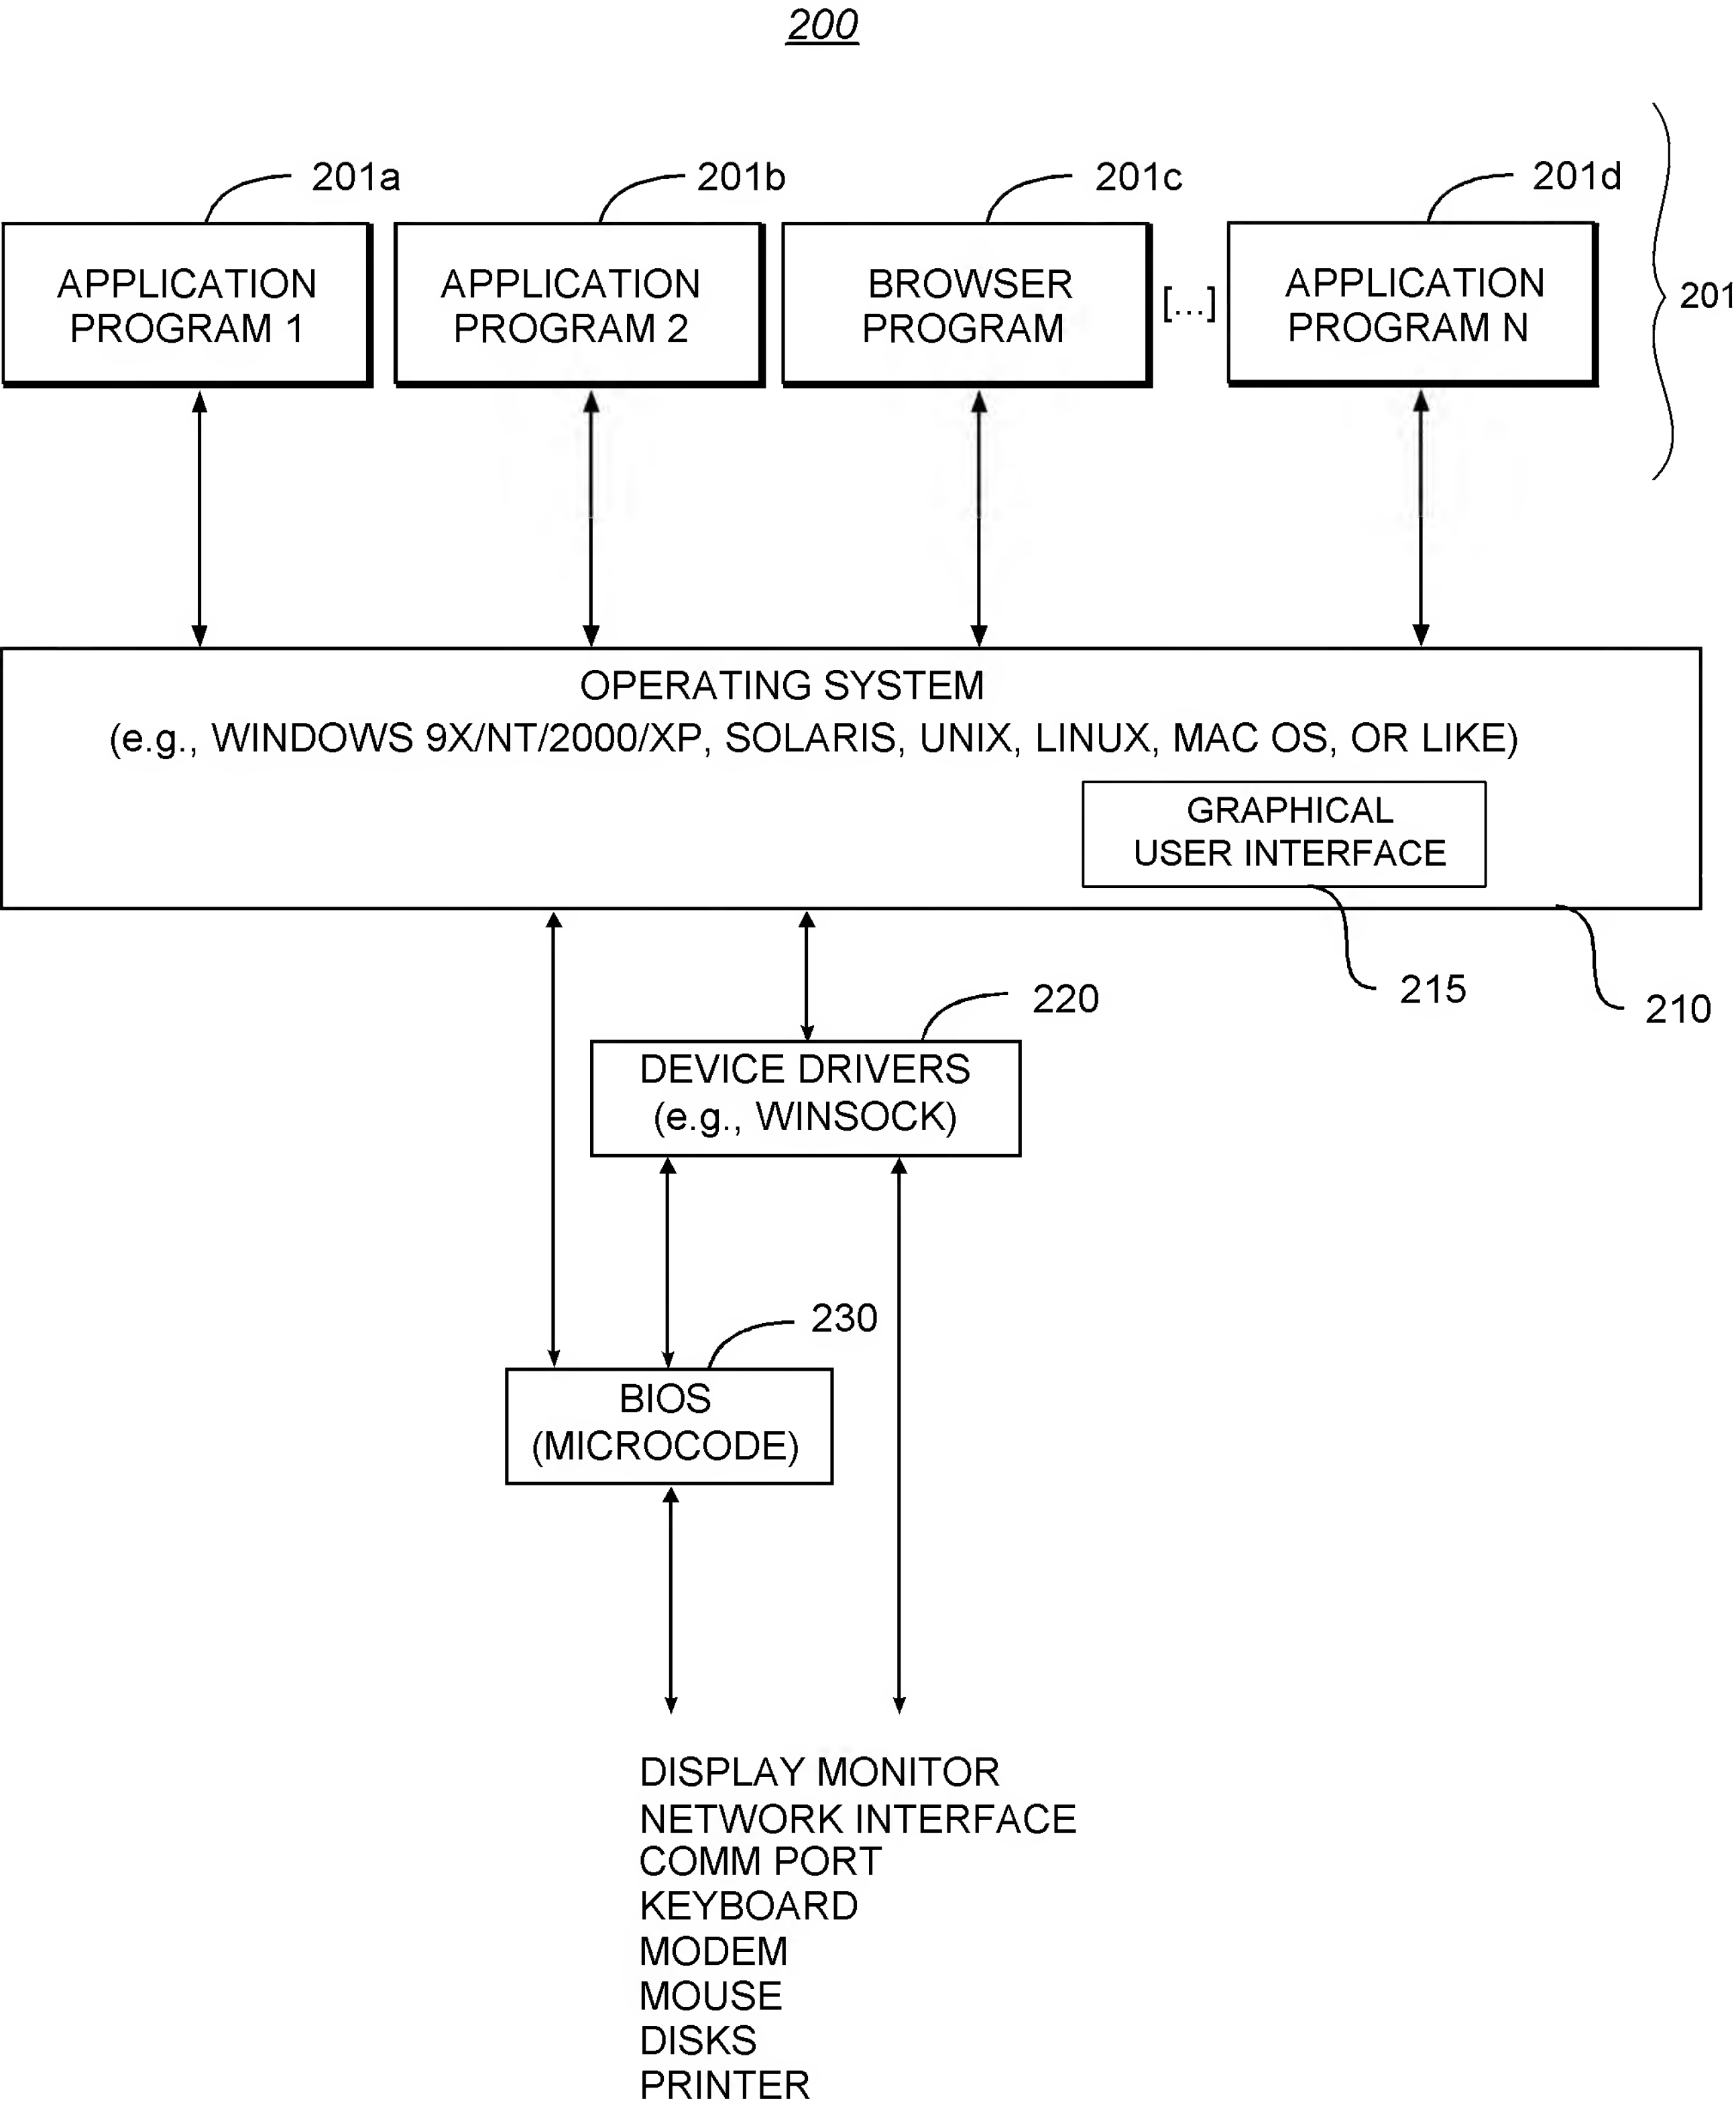 200
201a
201b
201c
201d
APPLICATION
PROGRAM 1
APPLICATION
PROGRAM 2
BROWSER
PROGRAM
[...]
APPLICATION
PROGRAM N
201
OPERATING SYSTEM
(e.g., WINDOWS 9X/NT/2000/XP, SOLARIS, UNIX, LINUX, MAC OS, OR LIKE)
GRAPHICAL
USER INTERFACE
215
210
220
DEVICE DRIVERS
(e.g., WINSOCK)
230
BIOS
(MICROCODE)
DISPLAY MONITOR
NETWORK INTERFACE
COMM PORT
KEYBOARD
MODEM
MOUSE
DISKS
PRINTER